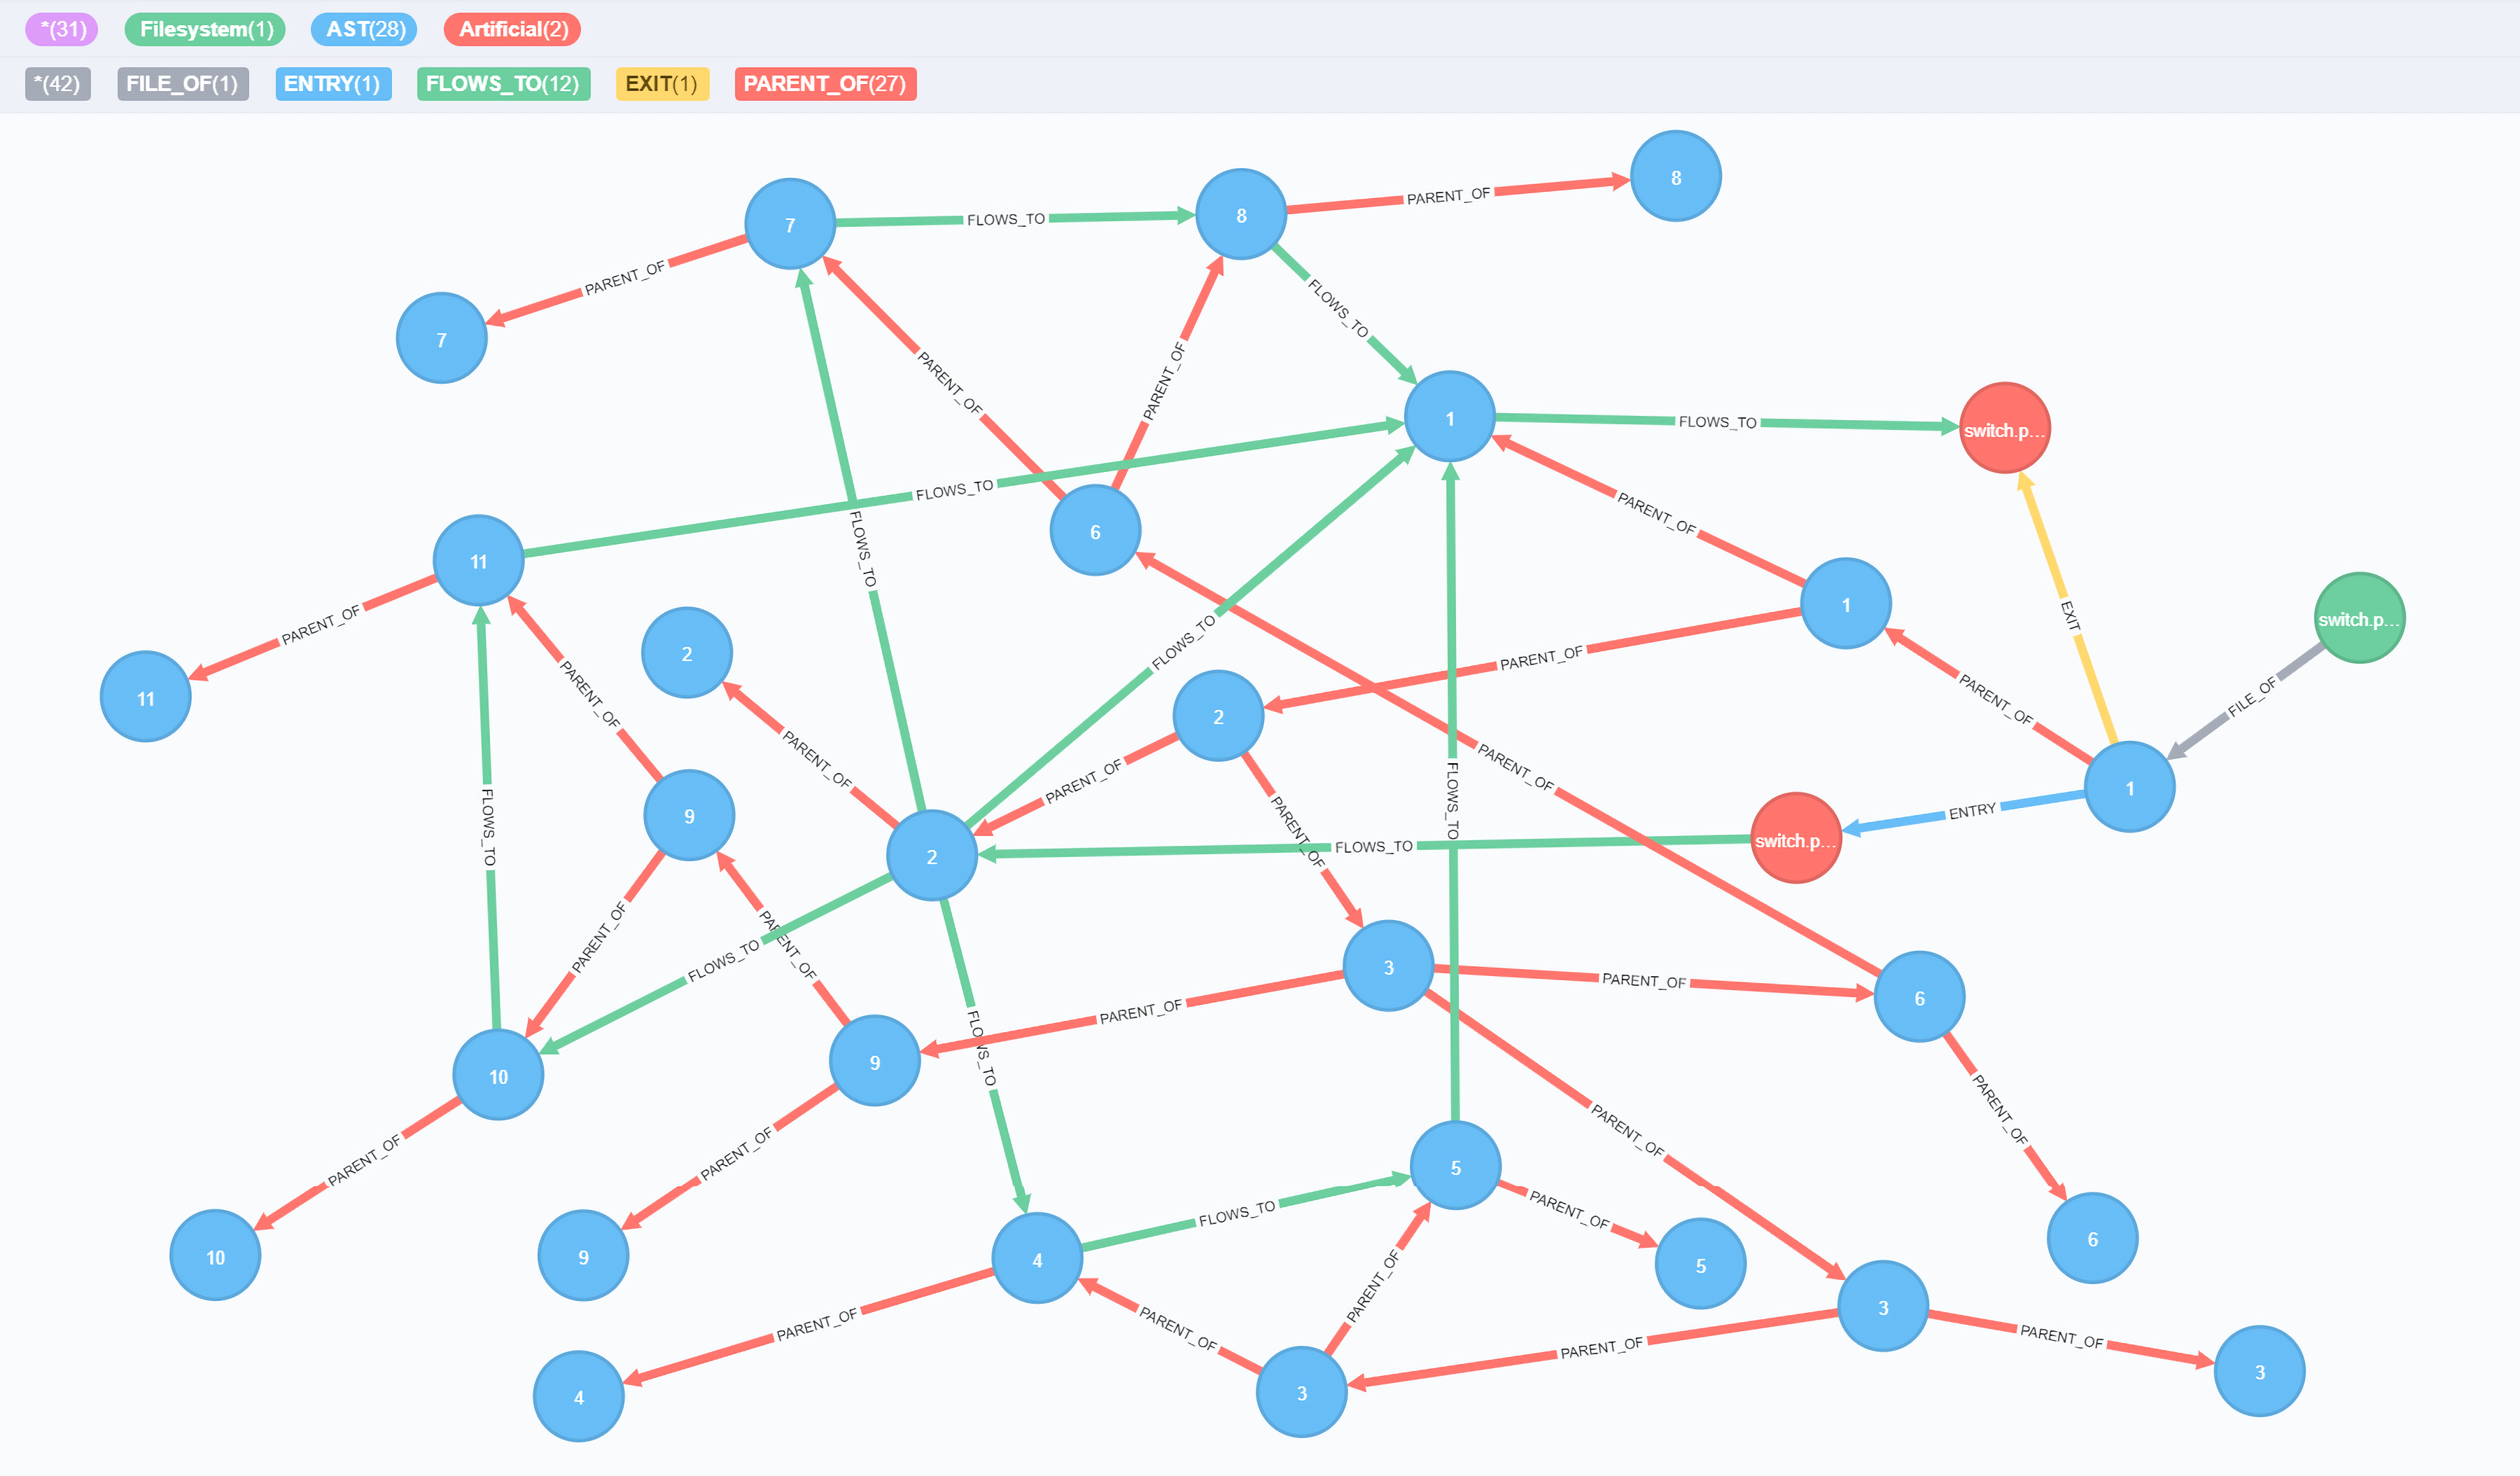 *(31) Filesystem(1) AST(28) Artificial(2)
*(42) FILE_OF(1) ENTRY(1) FLOWS_TO(12) EXIT(1) PARENT_OF(27)
8
PARENT_OF
8
7
FLOWS_TO
PARENT_OF
FLOWS_TO
7
PARENT_OF
PARENT_OF
1
FLOWS_TO
switch.p...
FLOWS_TO
PARENT_OF
6
FLOWS_TO
11
PARENT_OF
1
EXIT
switch.p...
PARENT_OF
FLOWS_TO
2
PARENT_OF
11
PARENT_OF
2
PARENT_OF
FILE_OF
PARENT_OF
PARENT_OF
PARENT_OF
1
FLOWS_TO
9
FLOWS_TO
PARENT_OF
ENTRY
2
FLOWS_TO
switch.p...
PARENT_OF
PARENT_OF
FLOWS_TO
3
PARENT_OF
6
PARENT_OF
PARENT_OF
FLOWS_TO
9
10
PARENT_OF
PARENT_OF
PARENT_OF
PARENT_OF
5
FLOWS_TO
PARENT_OF
10
9
4
6
5
PARENT_OF
PARENT_OF
PARENT_OF
3
PARENT_OF
PARENT_OF
3
4
3